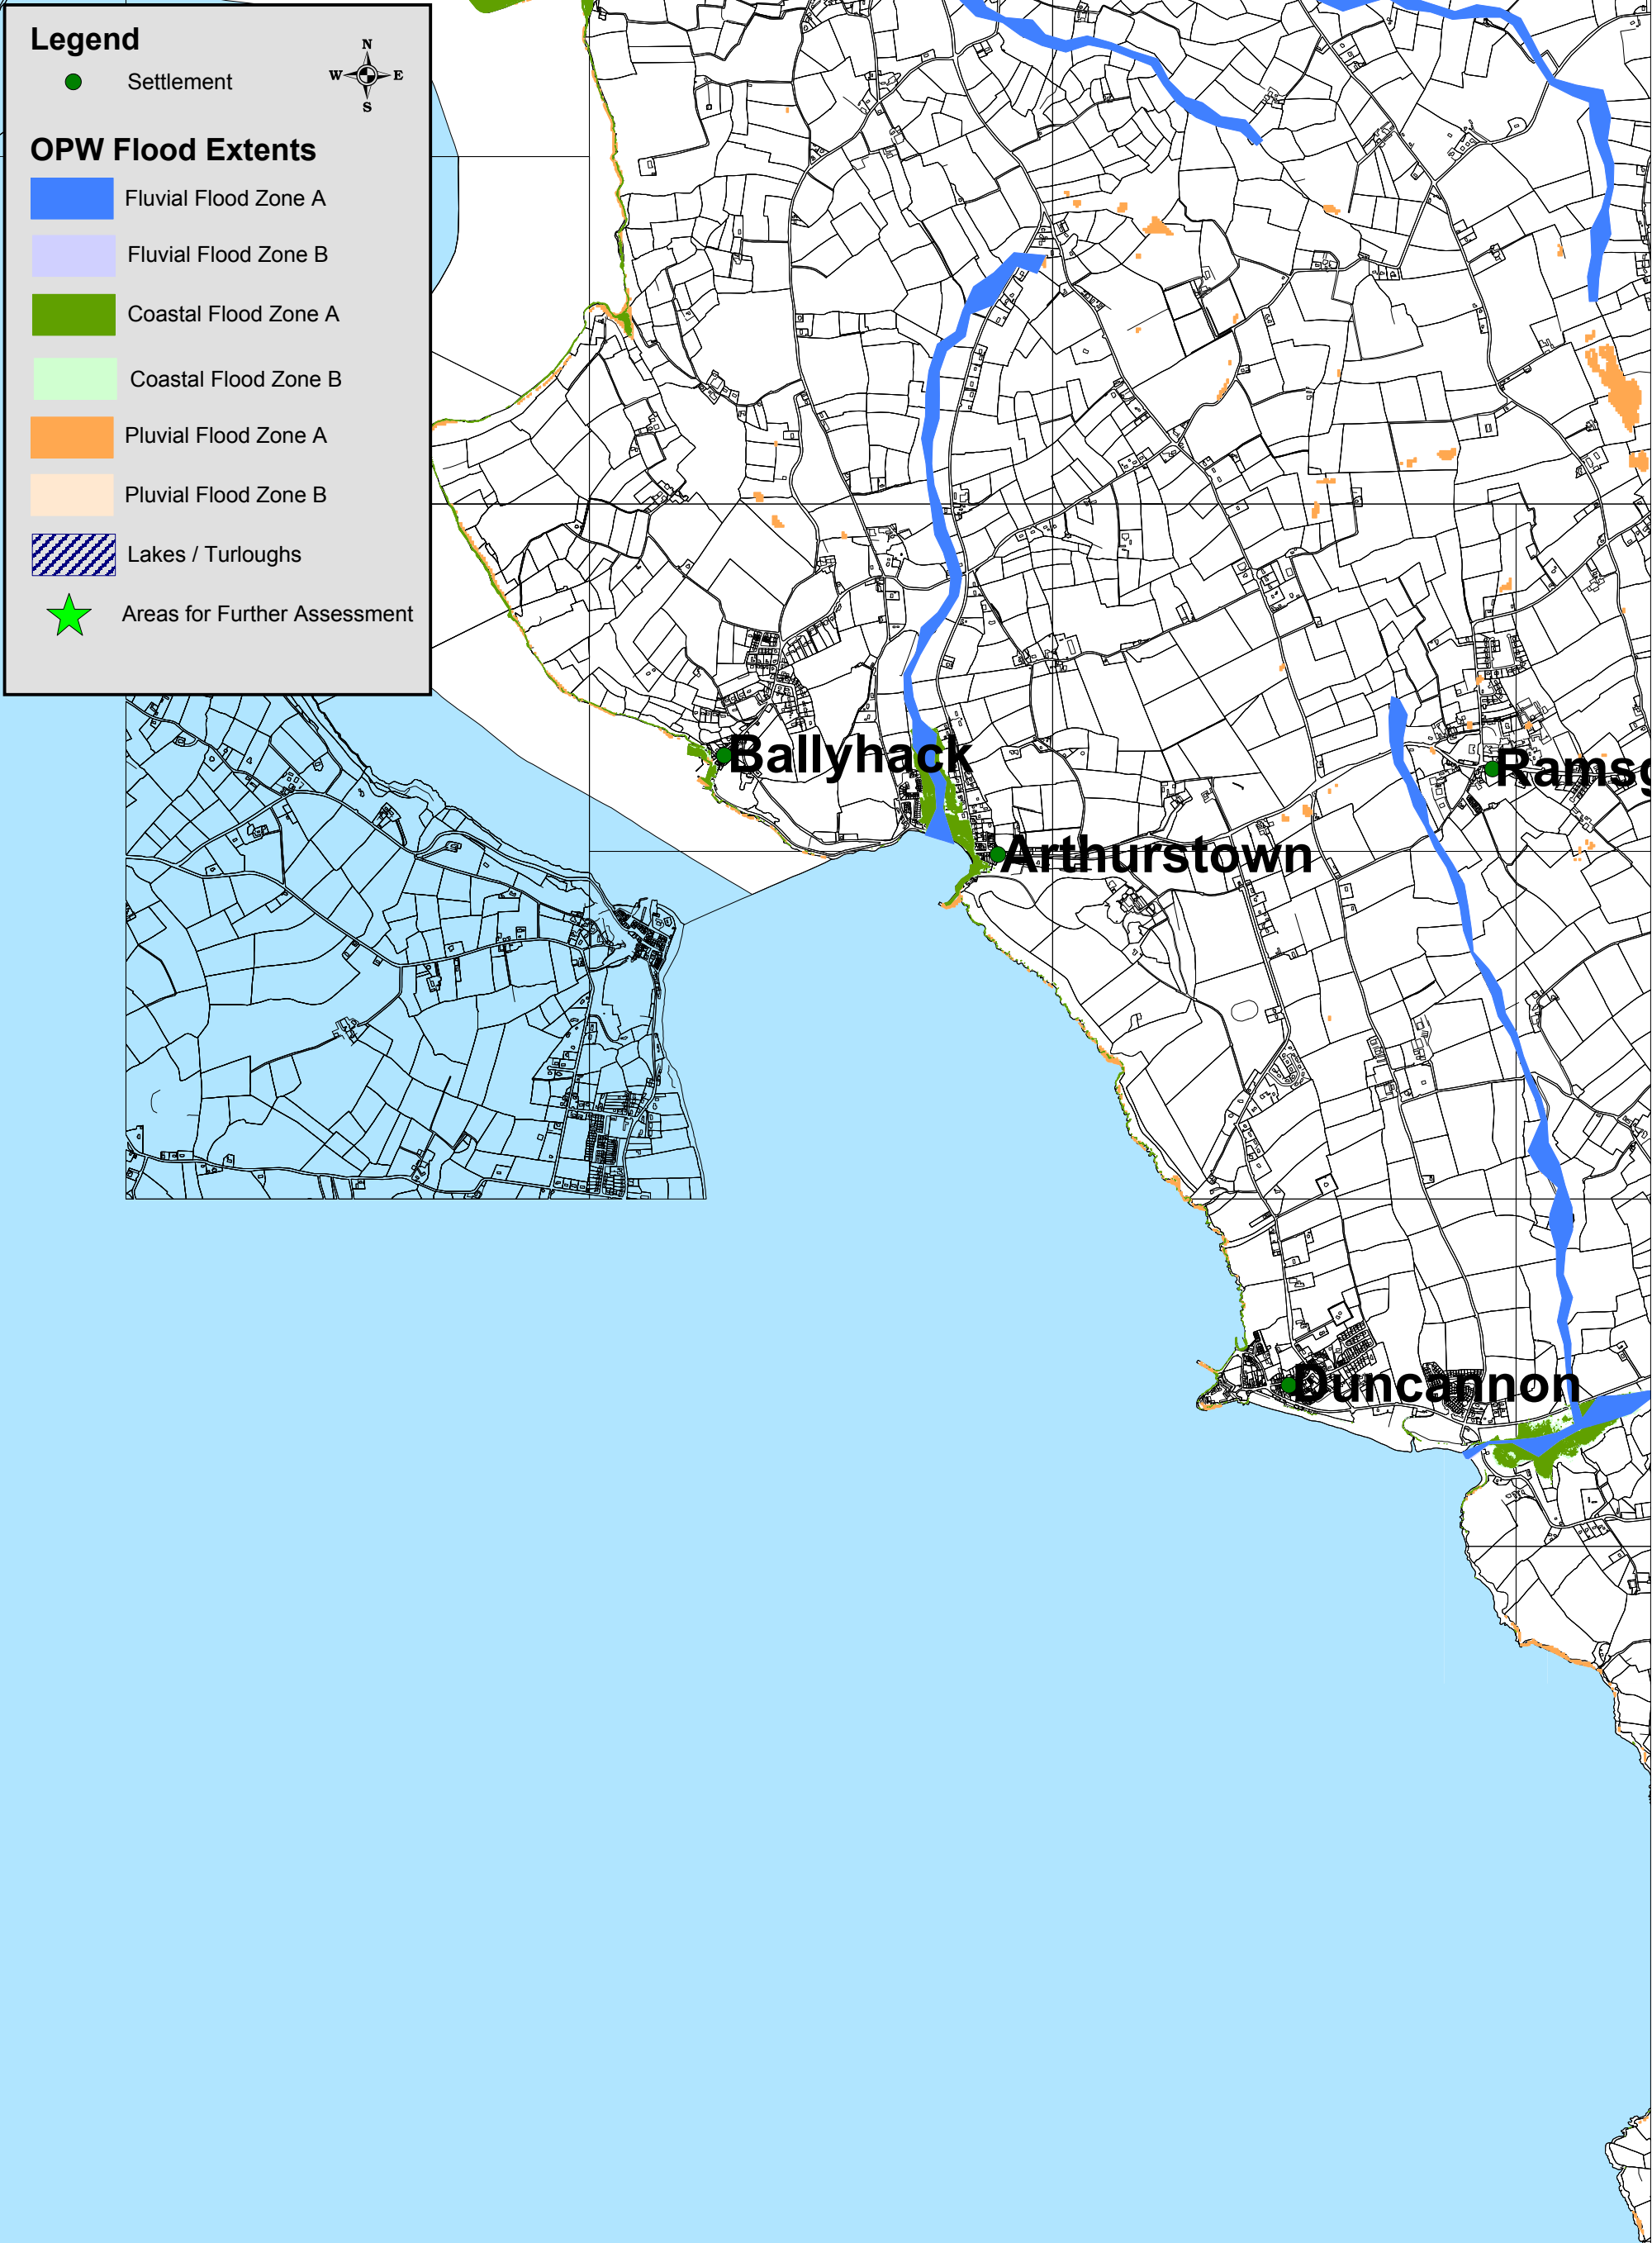 Legend
N
W E
S
Settlement
OPW Flood Extents
Fluvial Flood Zone A
Fluvial Flood Zone B
Coastal Flood Zone A
Coastal Flood Zone B
Pluvial Flood Zone A
Pluvial Flood Zone B
Lakes / Turloughs
Areas for Further Assessment
Ballyhack
Ramsg
Arthurstown
Duncannon